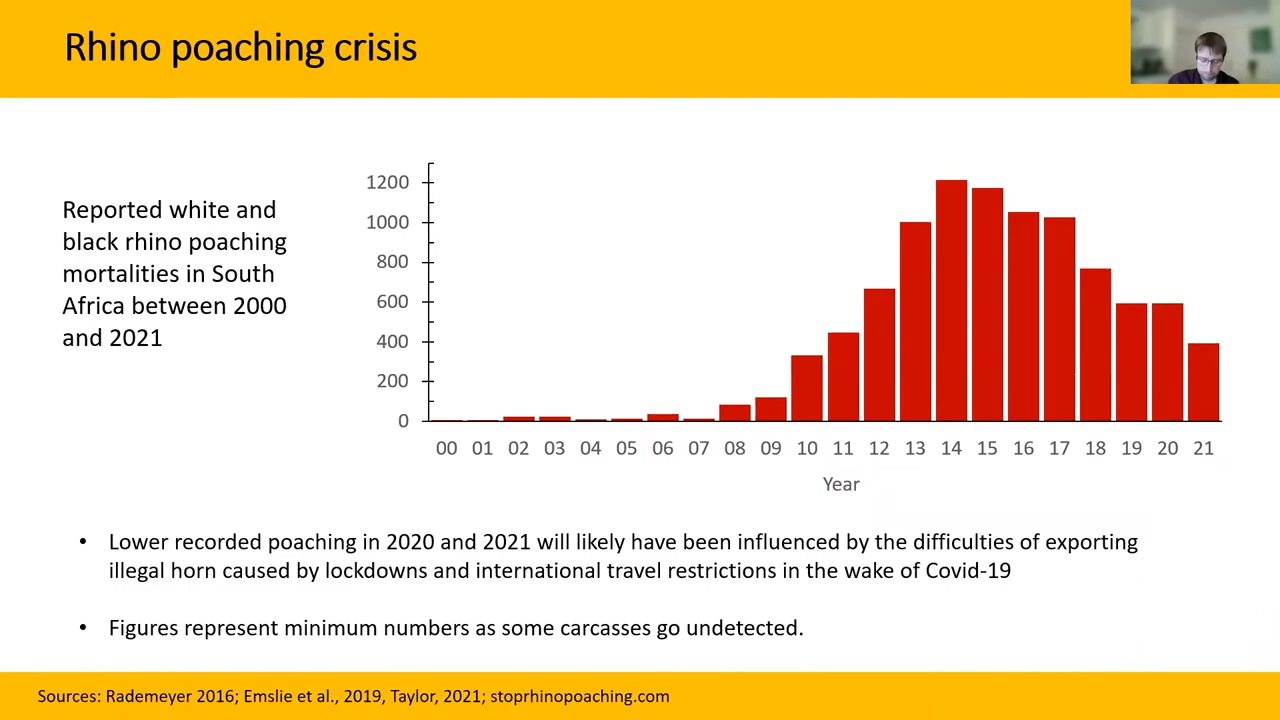 Rhino poaching crisis
Reported white and
black rhino poaching
mortalities in South
Africa between 2000
and 2021
1200
1000
800
600
400
200
0
00 01 02 03 04 05 06 07 08 09 10 11 12 13 14 15 16 17 18 19 20 21
Year
• Lower recorded poaching in 2020 and 2021 will likely have been influenced by the difficulties of exporting
illegal horn caused by lockdowns and international travel restrictions in the wake of Covid-19
• Figures represent minimum numbers as some carcasses go undetected.
Sources: Rademeyer 2016; Emslie et al., 2019, Taylor, 2021; stoprhinopoaching.com